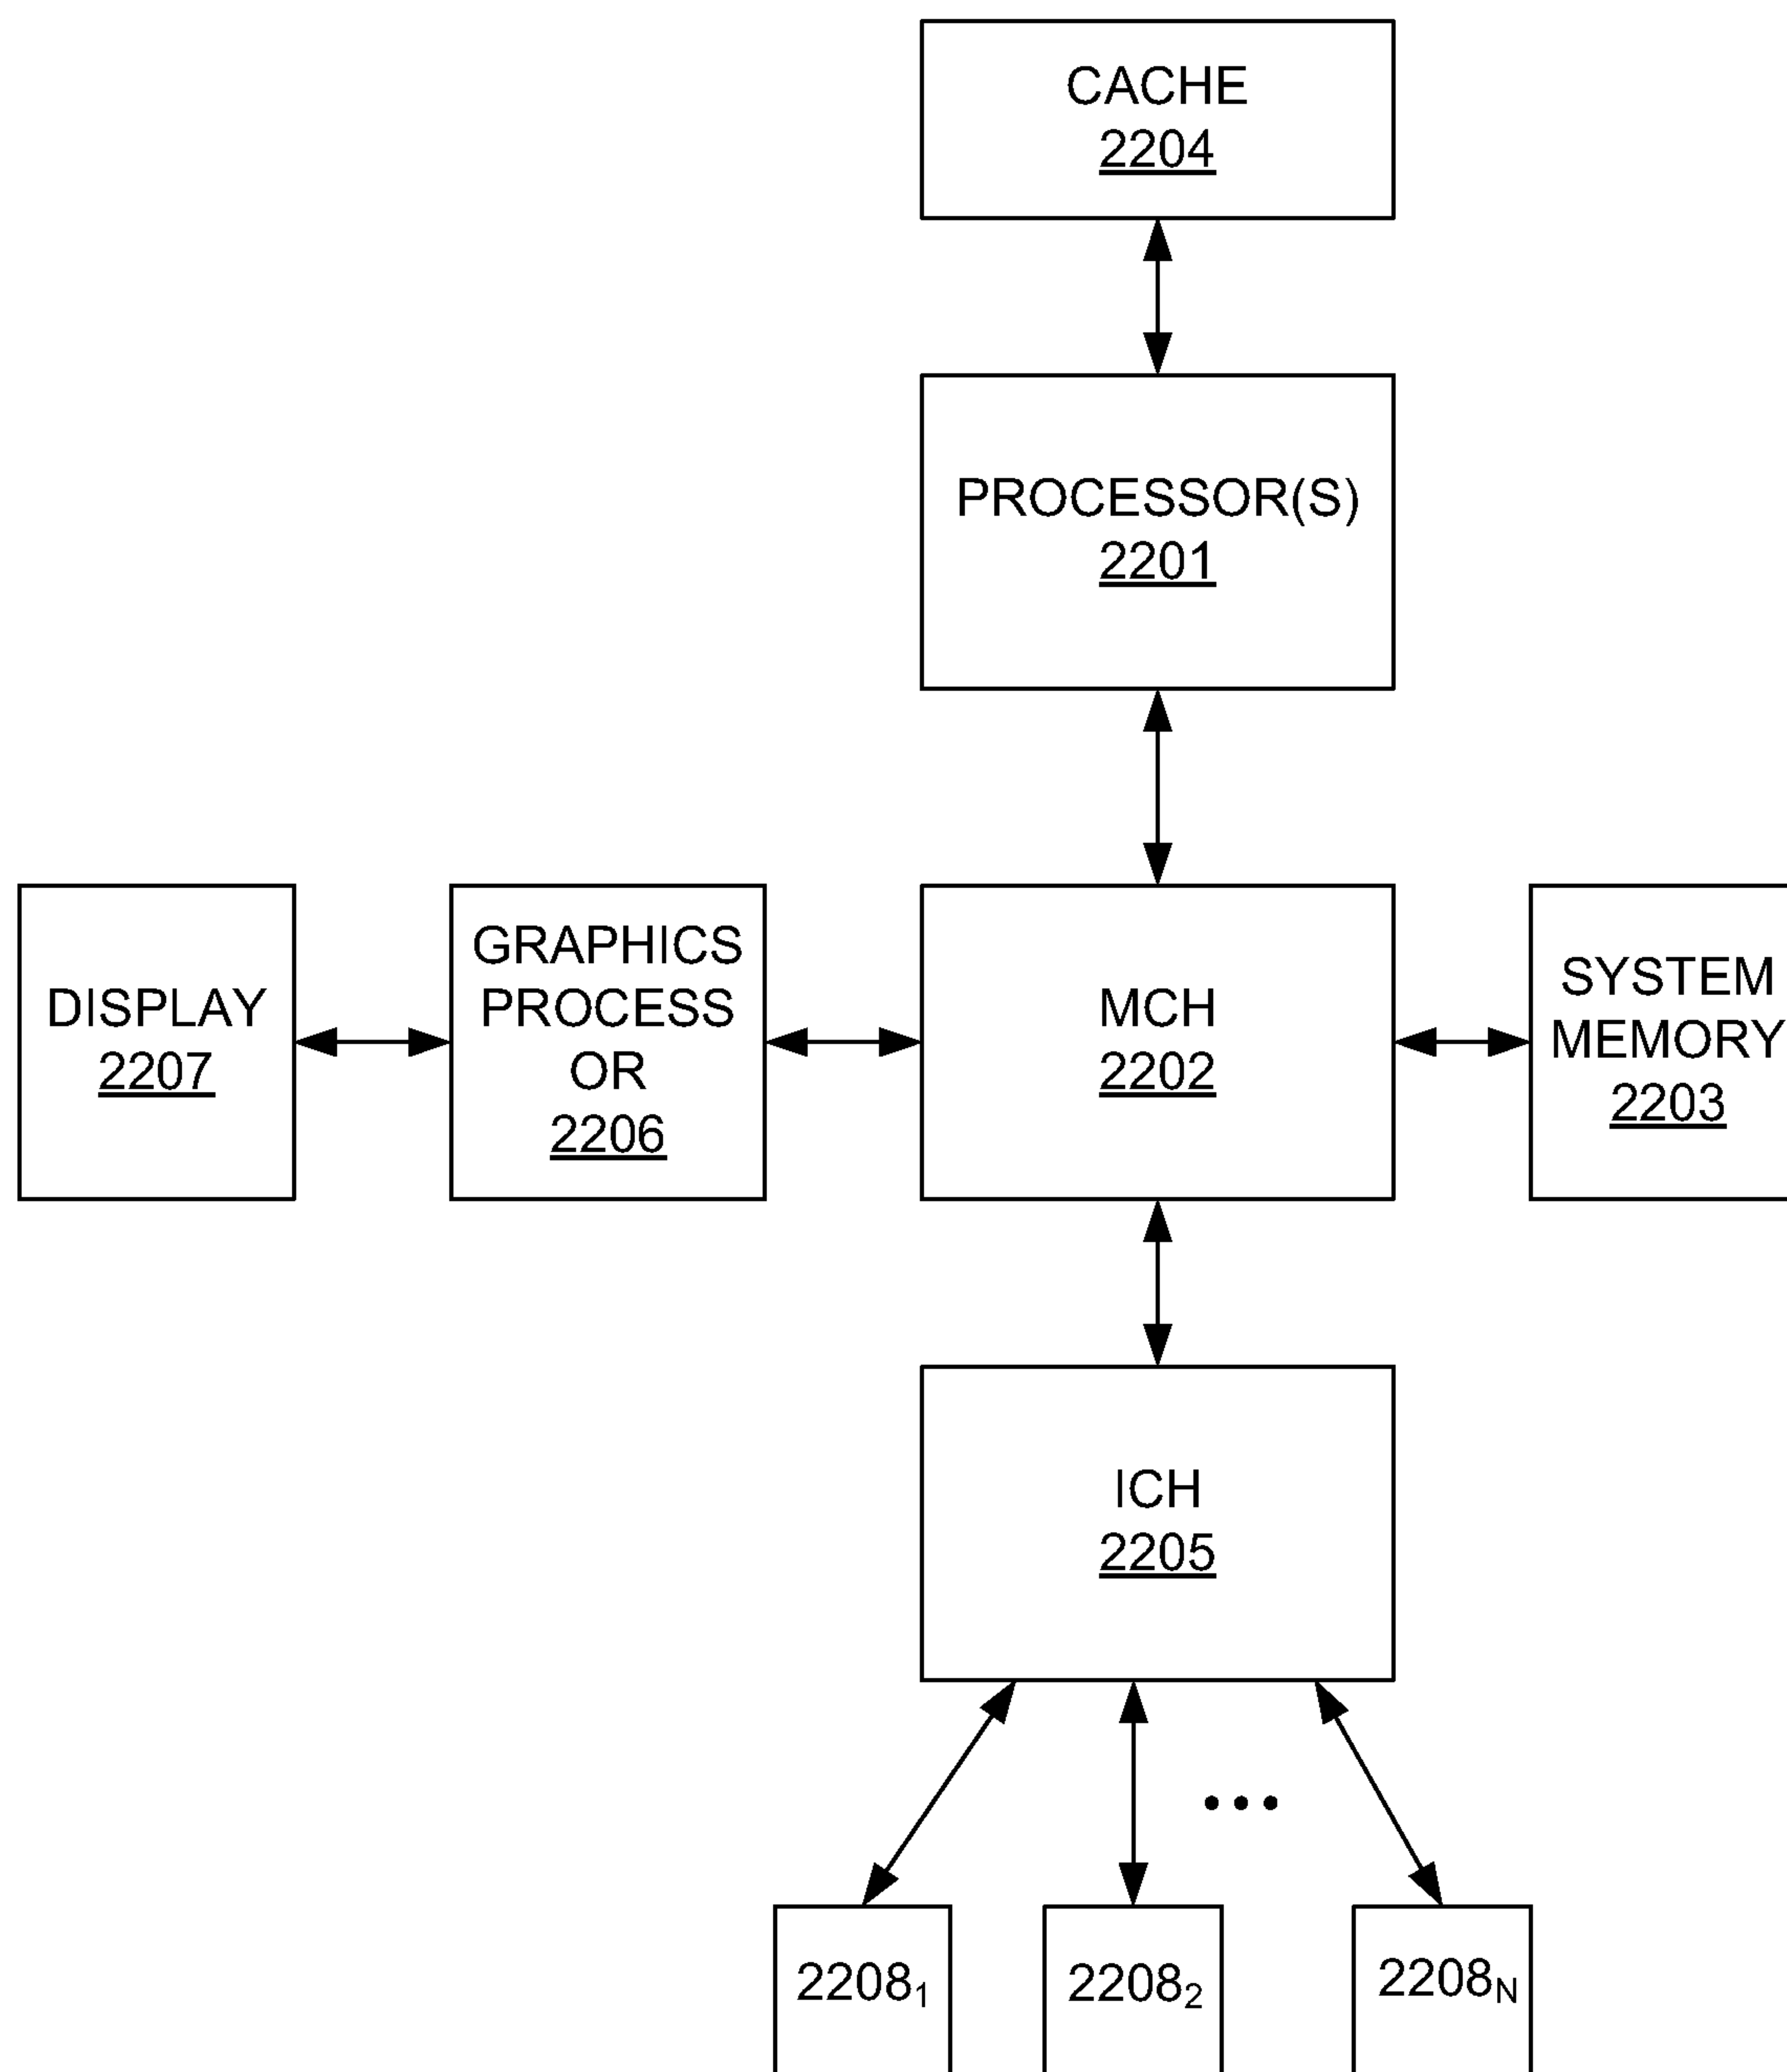 CACHE
2204
PROCESSOR(S)
2201
DISPLAY
2207
GRAPHICS
PROCESS
OR
2206
MCH
2202
SYSTEM
MEMORY
2203
ICH
2205
...
2208₁
2208₂
2208N